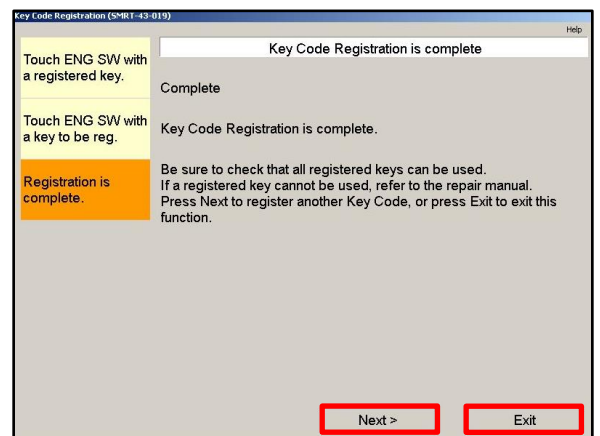 Key Code Registration (SMRT-43-019)
Help
Touch ENG SW with
a registered key.
Touch ENG SW with
a key to be reg.
Registration is
complete.
Key Code Registration is complete
Complete
Key Code Registration is complete.
Be sure to check that all registered keys can be used.
If a registered key cannot be used, refer to the repair manual.
Press Next to register another Key Code, or press Exit to exit this
function.
Next >
Exit